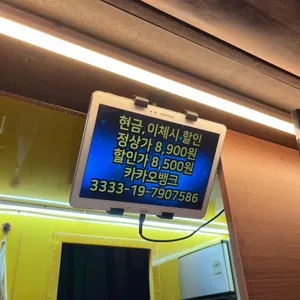 현금, 이체시 할인
정상가 8,900원
할인가 8,500원
카카오뱅크
3333-19-7907586